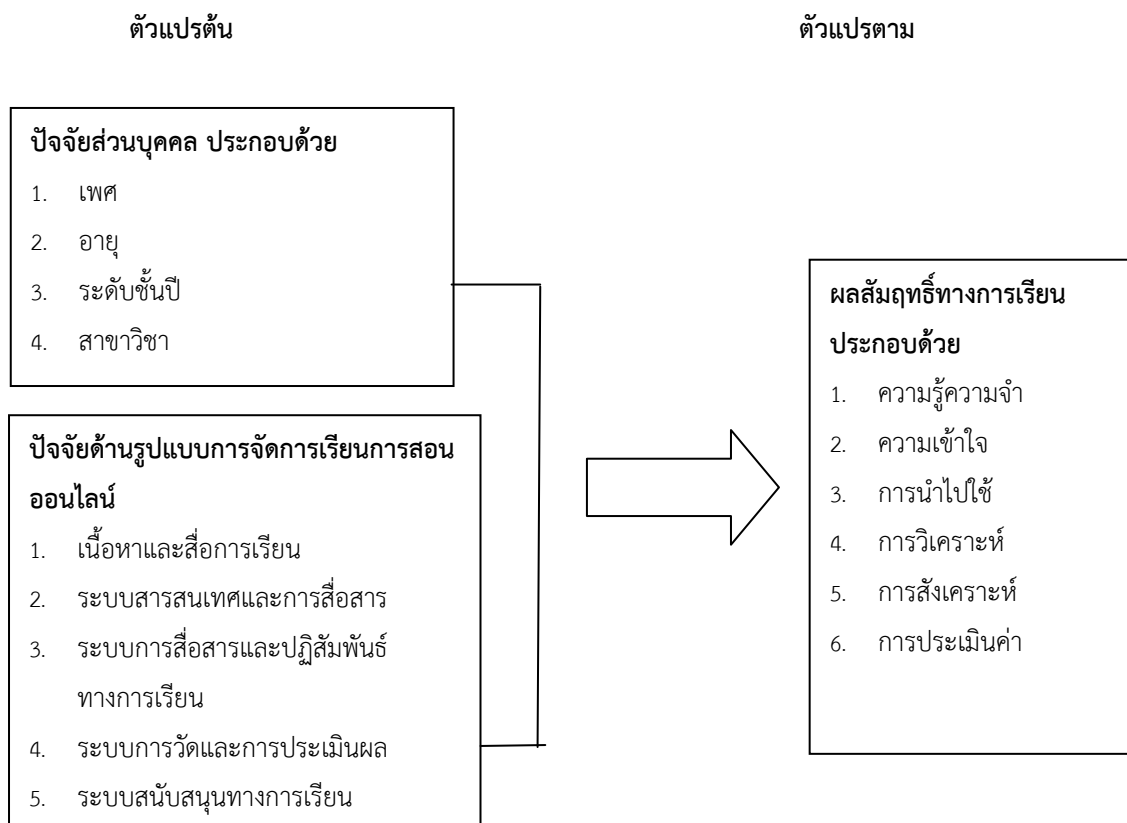 ตัวแปรต้น
ตัวแปรตาม
ปัจจัยส่วนบุคคล ประกอบด้วย
1. เพศ
2. อายุ
3. ระดับชั้นปี
4. สาขาวิชา
ปัจจัยด้านรูปแบบการจัดการเรียนการสอน
ออนไลน์
1. เนื้อหาและสื่อการเรียน
2. ระบบสารสนเทศและการสื่อสาร
3. ระบบการสื่อสารและปฏิสัมพันธ์
ทางการเรียน
4. ระบบการวัดและการประเมินผล
5. ระบบสนับสนุนทางการเรียน
ผลสัมฤทธิ์ทางการเรียน
ประกอบด้วย
1. ความรู้ความจำ
2. ความเข้าใจ
3. การนำไปใช้
4. การวิเคราะห์
5. การสังเคราะห์
6. การประเมินค่า